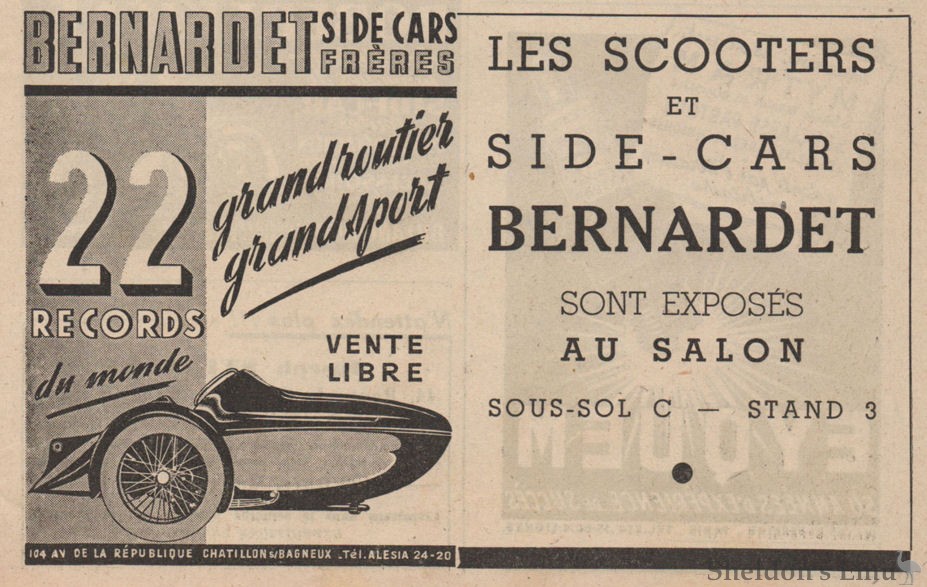 BERNARDET SIDE CARS
FRÈRES
22
RECORDS
du monde
grand routier
grand sport
VENTE
LIBRE
104 AV DE LA RÉPUBLIQUE CHATILLON s/BAGNEUX _Tél. ALESIA 24-20
LES SCOOTERS
ET
SIDE-CARS
BERNARDET
SONT EXPOSÉS
AU SALON
SOUS-SOL C — STAND 3
EYQUEM
Sheldon's Emu